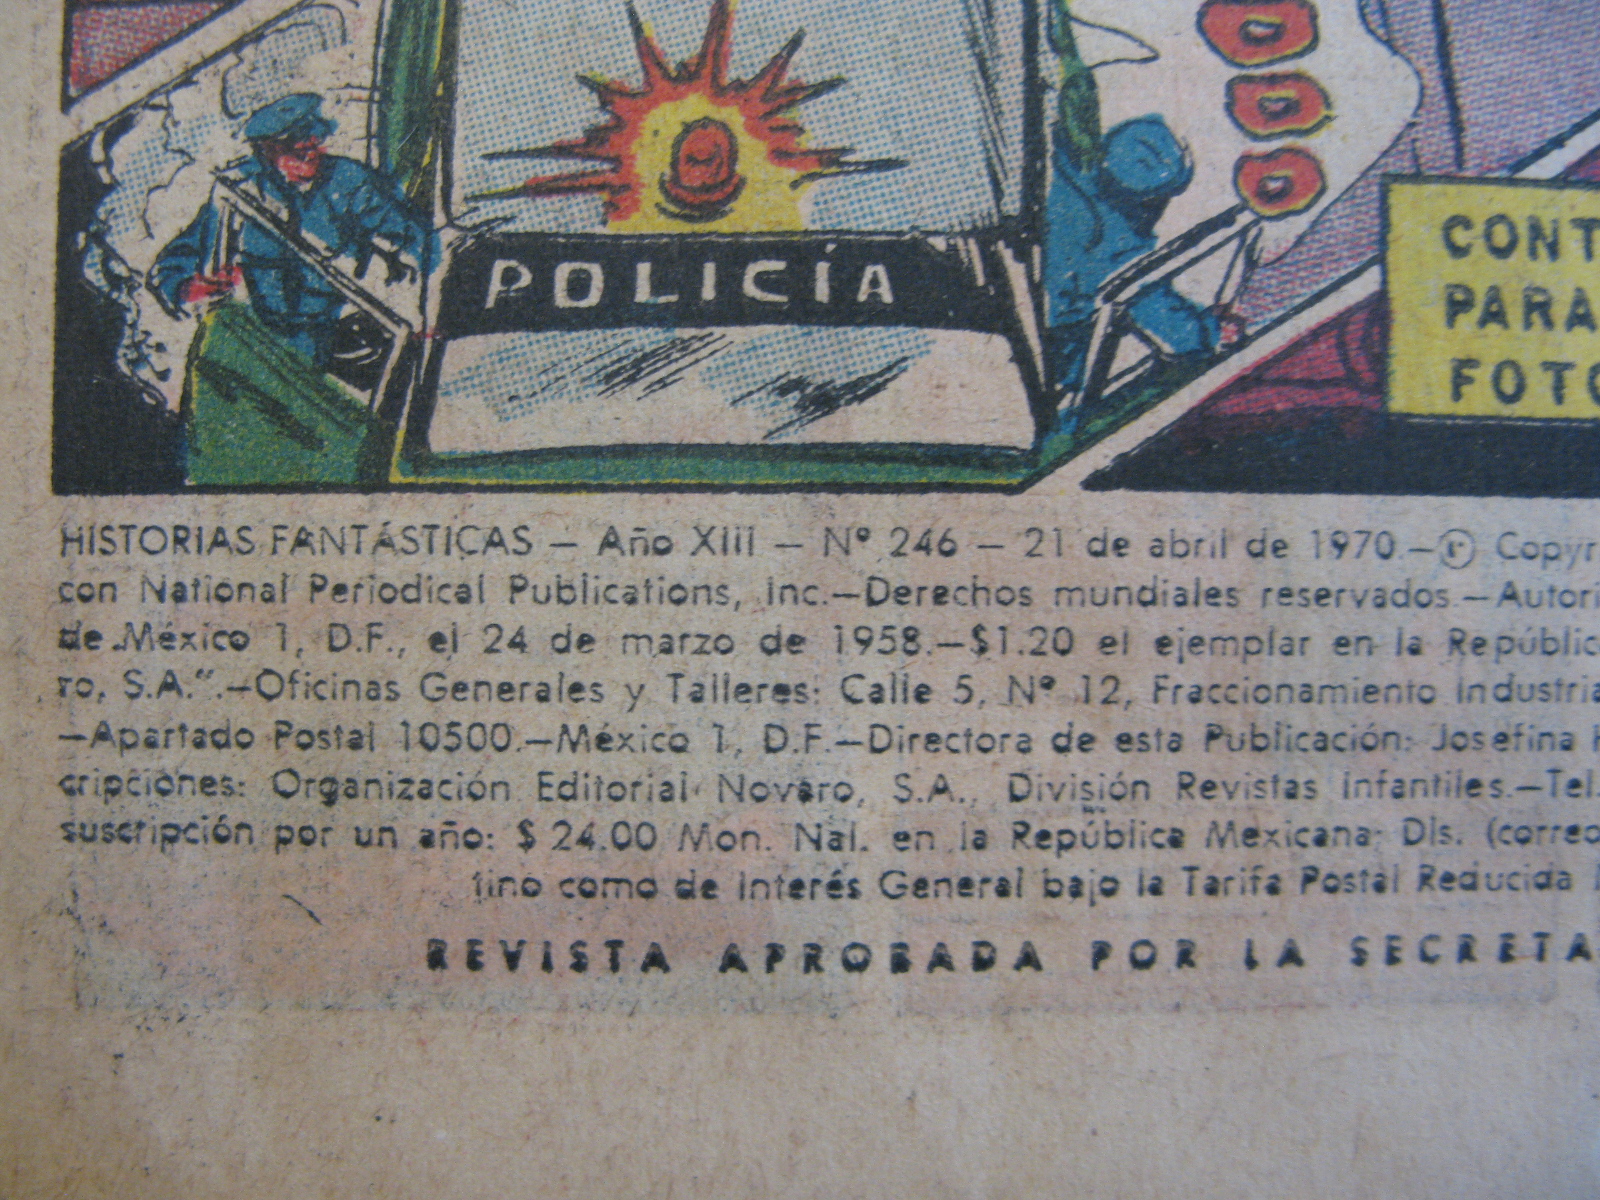 OOO
POLICÍA
CONT
PARA
FOTO
HISTORIAS FANTÁSTICAS — Año XIII — Nº 246 — 21 de abril de 1970.—Ⓡ Copyr
con National Periodical Publications, Inc.—Derechos mundiales reservados.—Autori
de México 1, D.F., el 24 de marzo de 1958.—$1.20 el ejemplar en la Repúblic
ro, S.A.”.—Oficinas Generales y Talleres: Calle 5, Nº 12, Fraccionamiento Industria
—Apartado Postal 10500.—México 1, D.F.—Directora de esta Publicación: Josefina
cripciones: Organización Editorial Novaro, S.A., División Revistas Infantiles.—Tel.
suscripción por un año: $ 24.00 Mon. Nal. en la República Mexicana; Dls. (correo
tino como de Interés General bajo la Tarifa Postal Reducida
REVISTA APROBADA POR LA SECRETA